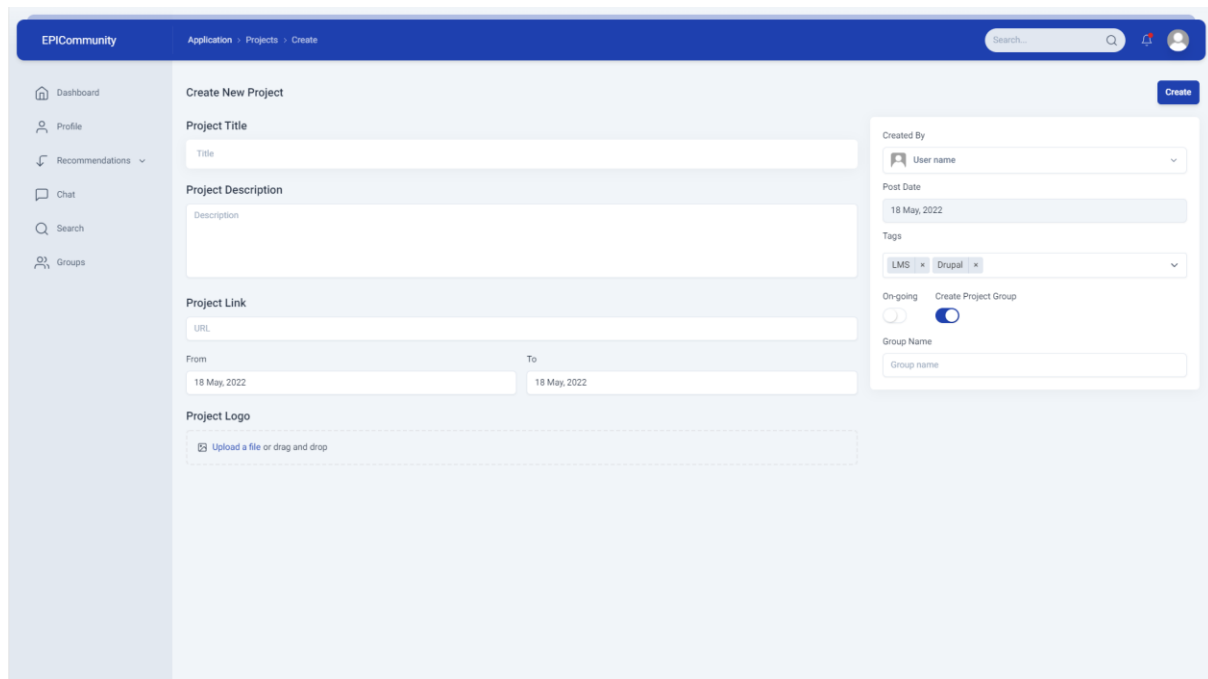 EPICommunity
Application > Projects > Create
Search...
Dashboard
Profile
Recommendations
Chat
Search
Groups
Create New Project
Create
Project Title
Title
Project Description
Description
Project Link
URL
From
To
18 May, 2022
18 May, 2022
Project Logo
Upload a file or drag and drop
Created By
User name
Post Date
18 May, 2022
Tags
LMS × Drupal ×
On-going Create Project Group
Group Name
Group name